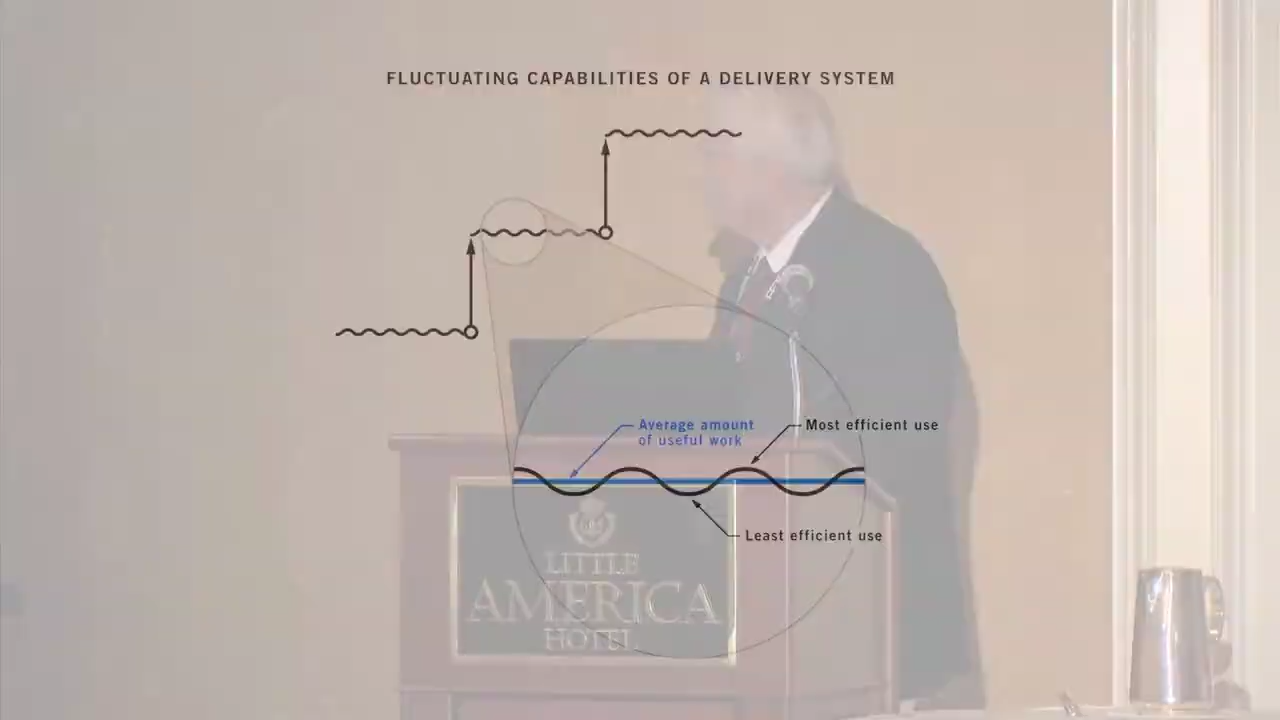 FLUCTUATING CAPABILITIES OF A DELIVERY SYSTEM
Average amount
of useful work
Most efficient use
Least efficient use
LITTLE
AMERICA
HOTEL